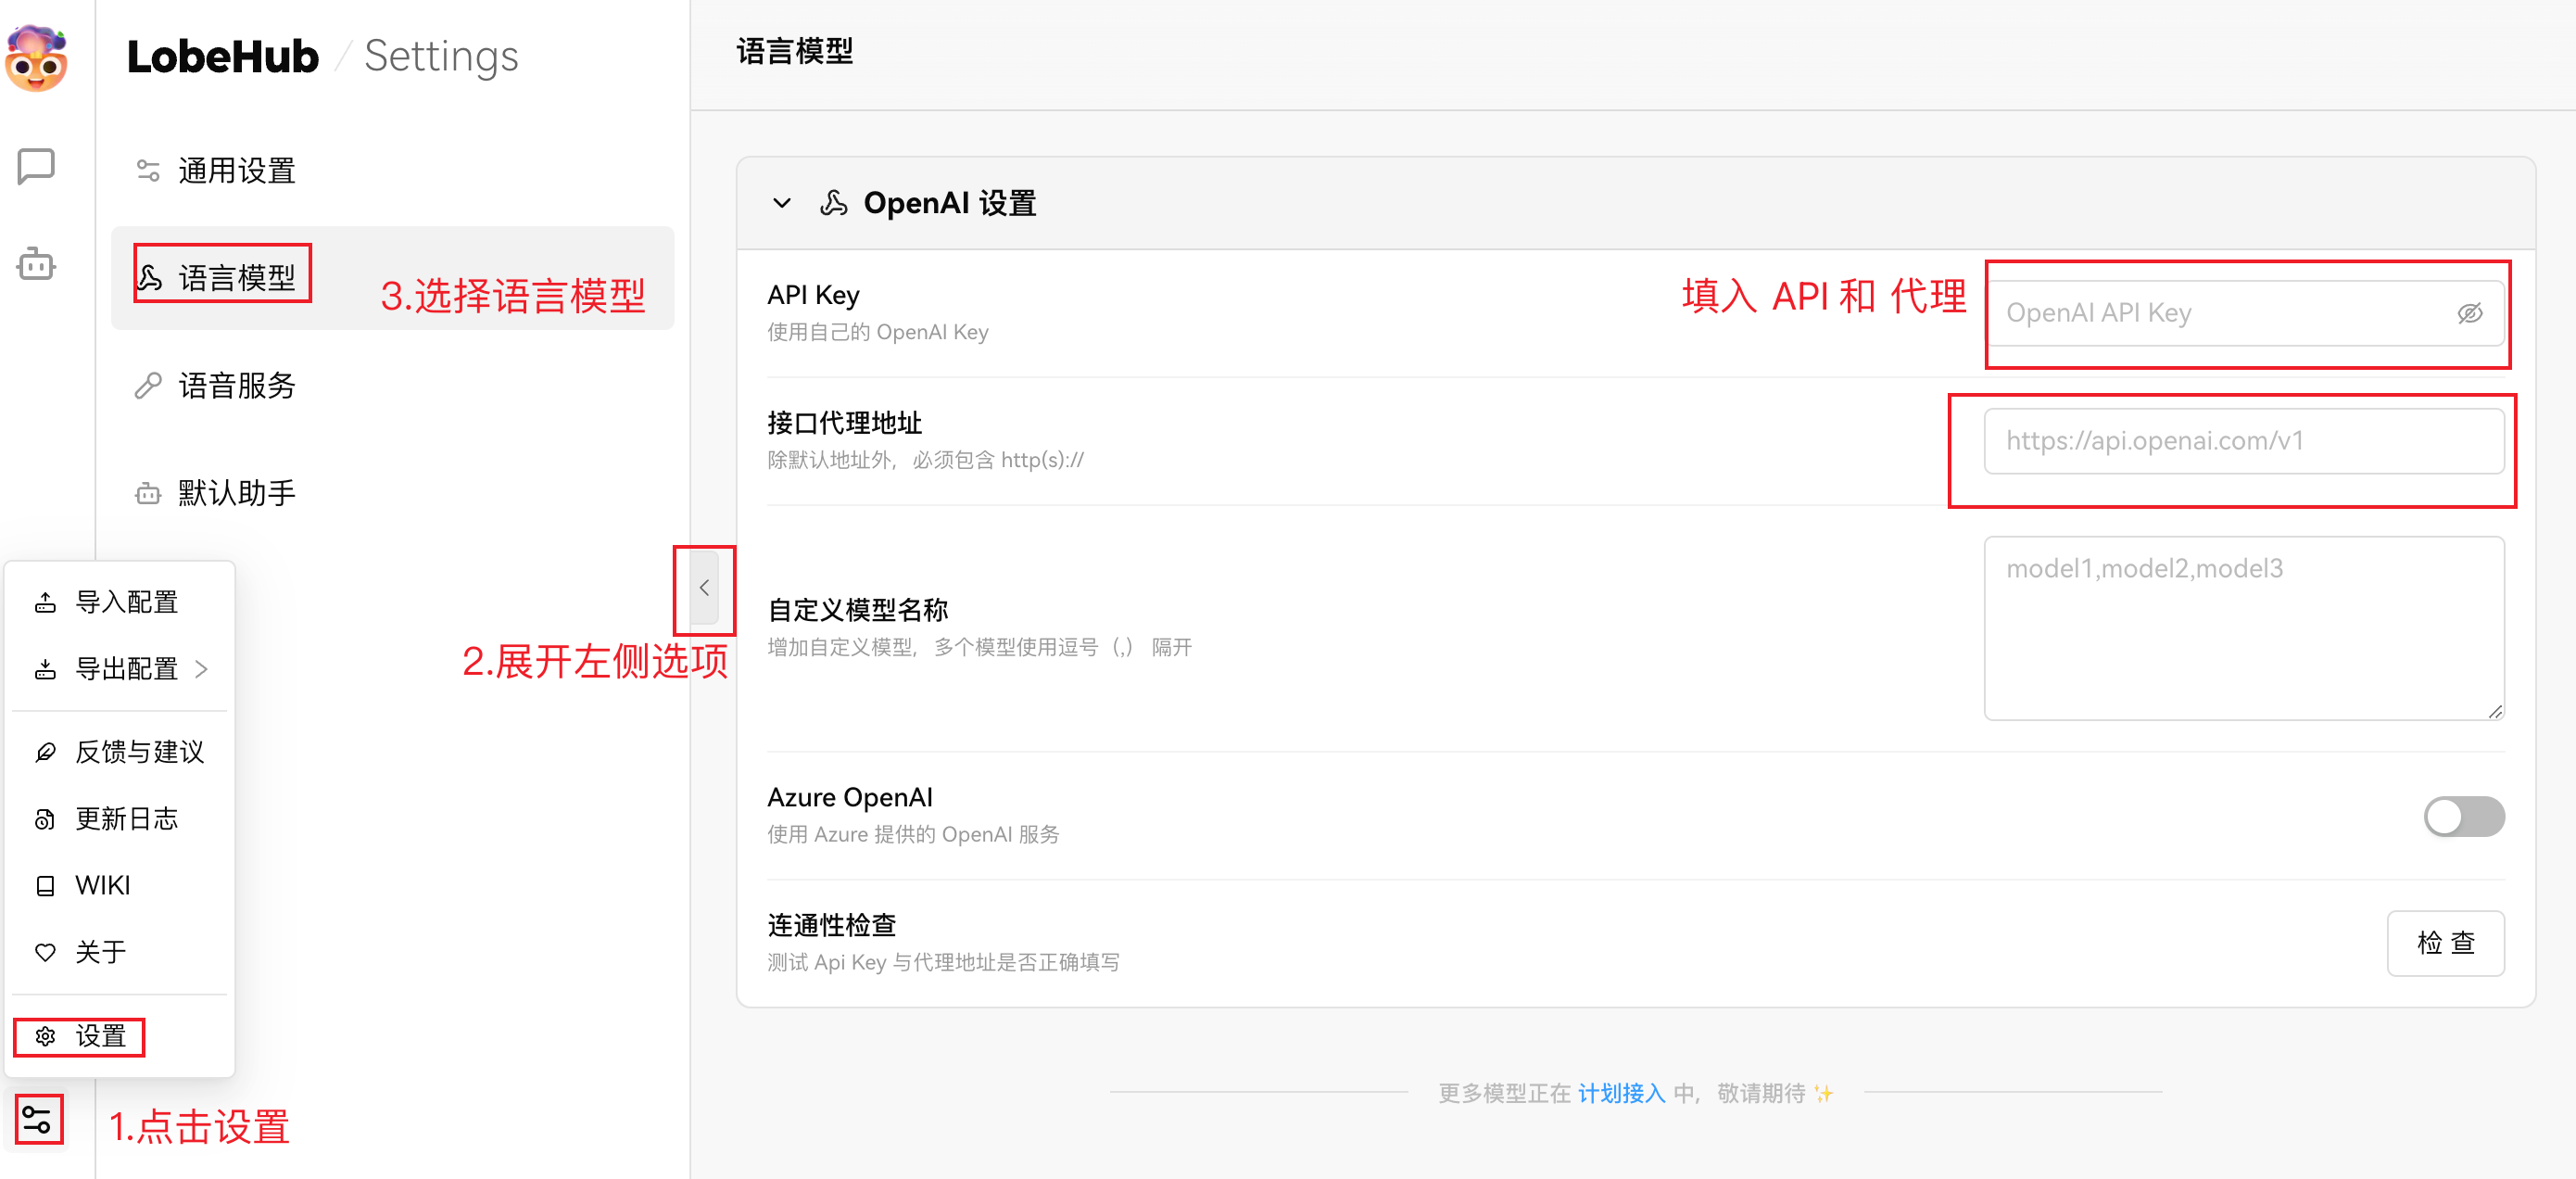 LobeHub / Settings
通用设置
语言模型
3.选择语言模型
语音服务
默认助手
导入配置
导出配置
反馈与建议
更新日志
WIKI
关于
设置
1.点击设置
2.展开左侧选项
语言模型
OpenAI 设置
API Key
使用自己的 OpenAI Key
填入 API 和 代理
OpenAI API Key
接口代理地址
除默认地址外，必须包含 http(s)://
https://api.openai.com/v1
自定义模型名称
增加自定义模型，多个模型使用逗号（,） 隔开
model1,model2,model3
Azure OpenAI
使用 Azure 提供的 OpenAI 服务
连通性检查
测试 Api Key 与代理地址是否正确填写
检 查
更多模型正在 计划接入 中，敬请期待 ✨